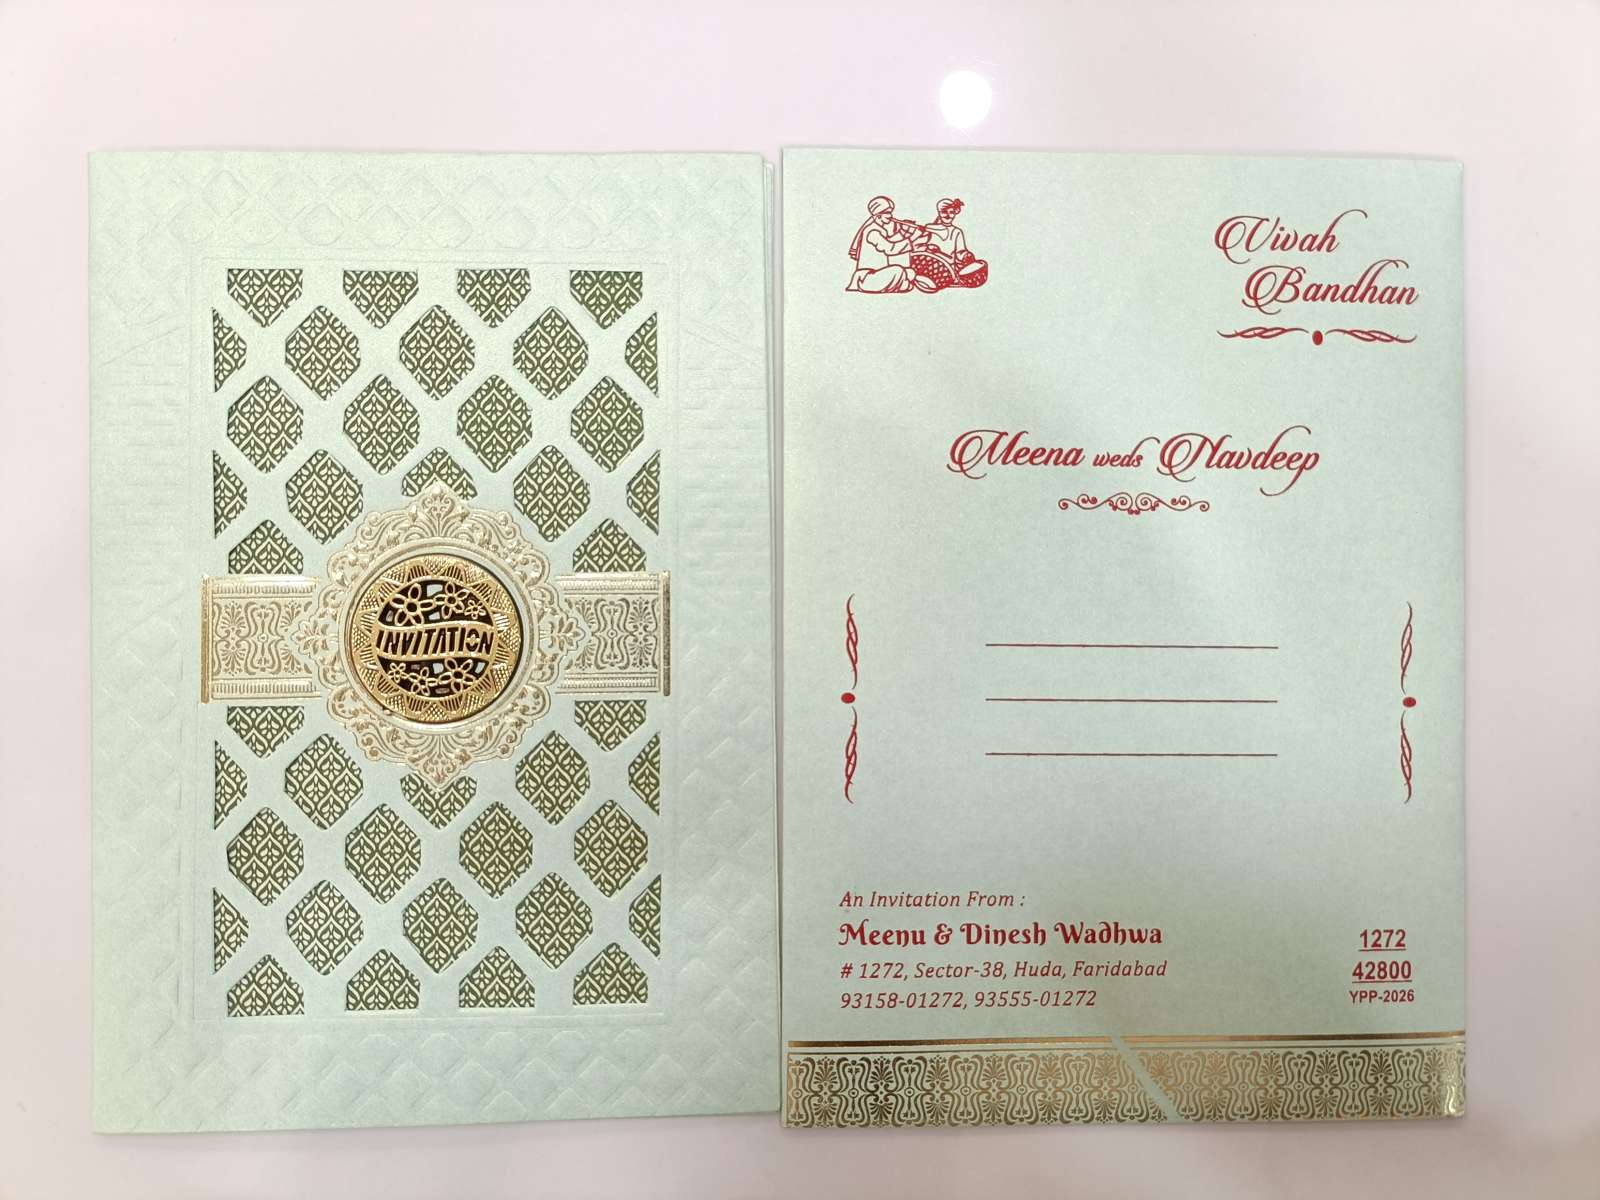 INVITATION
Vivah
Bandhan
Meena weds Navdeep
An Invitation From :
Meenu & Dinesh Wadhwa
# 1272, Sector-38, Huda, Faridabad
93158-01272, 93555-01272
1272
42800
YPP-2026